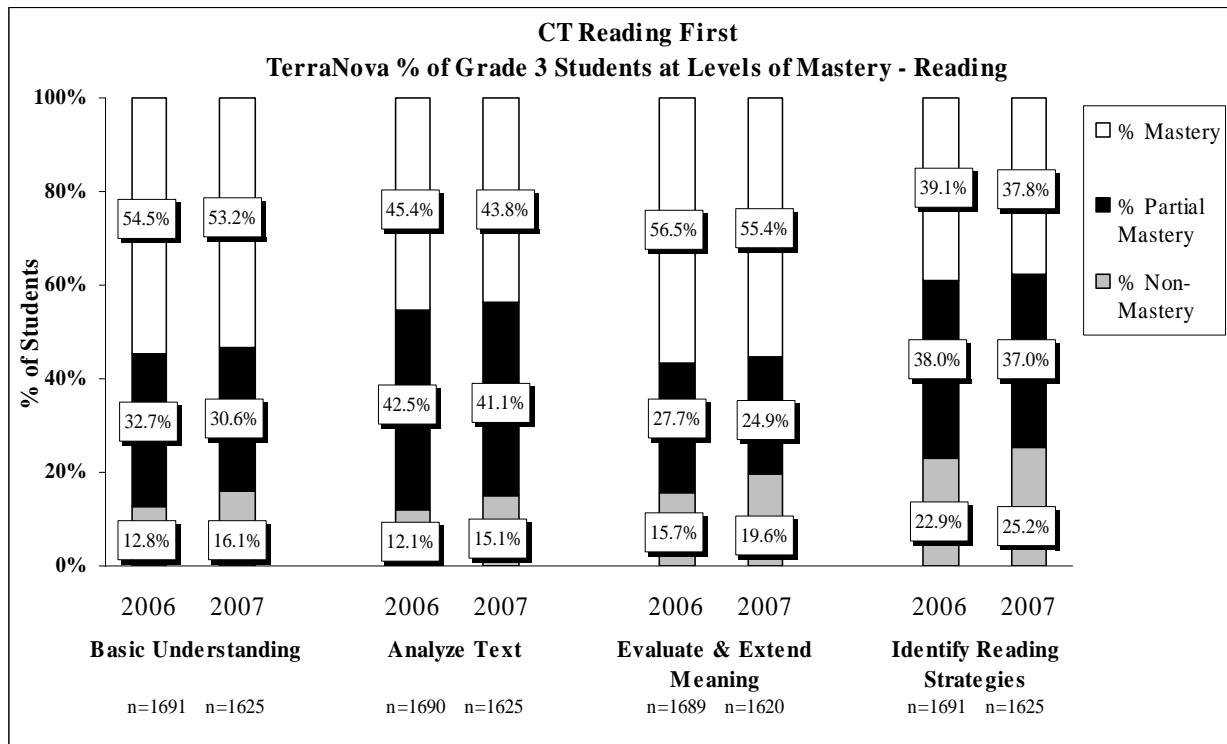 CT Reading First
TerraNova % of Grade 3 Students at Levels of Mastery - Reading
% of Students
100%
80%
60%
40%
20%
0%
54.5%
53.2%
45.4%
43.8%
56.5%
55.4%
39.1%
37.8%
32.7%
30.6%
42.5%
41.1%
27.7%
24.9%
38.0%
37.0%
12.8%
16.1%
12.1%
15.1%
15.7%
19.6%
22.9%
25.2%
% Mastery
% Partial
Mastery
% Non-
Mastery
2006 2007 2006 2007 2006 2007 2006 2007
Basic Understanding
Analyze Text
Evaluate & Extend
Meaning
Identify Reading
Strategies
n=1691 n=1625 n=1690 n=1625 n=1689 n=1620 n=1691 n=1625